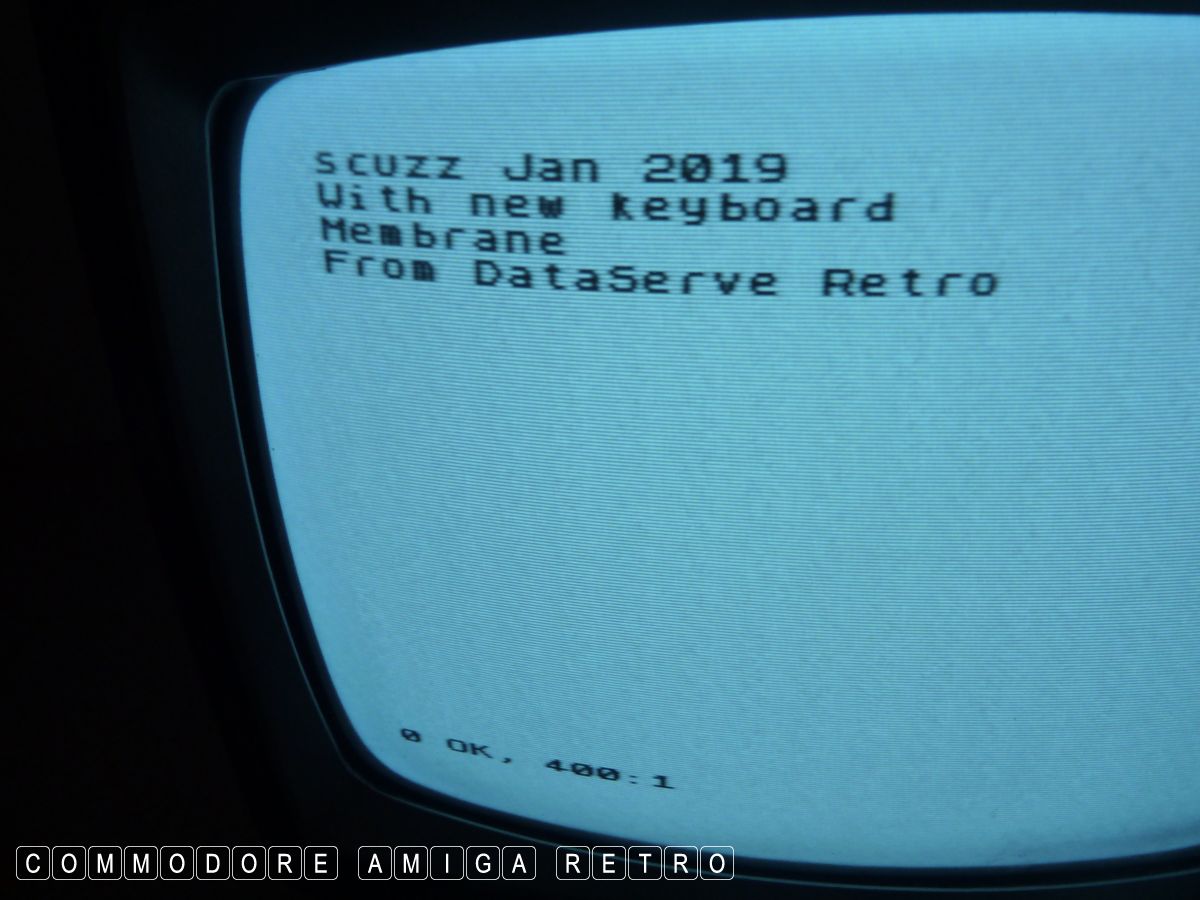 scuzz Jan 2019
With new keyboard
Membrane
From DataServe Retro
0 OK, 400:1
COMMODORE AMIGA RETRO